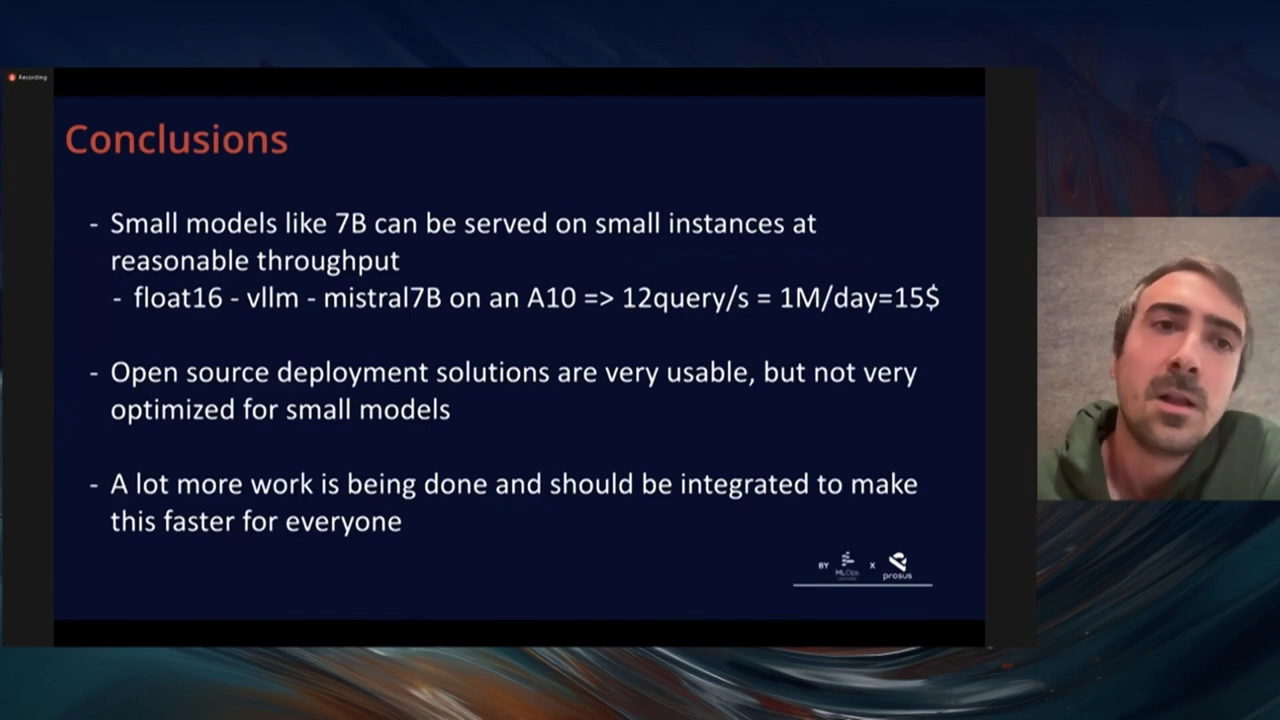 Recording
Conclusions
- Small models like 7B can be served on small instances at
reasonable throughput
- float16 - vllm - mistral7B on an A10 => 12query/s = 1M/day=15$
- Open source deployment solutions are very usable, but not very
optimized for small models
- A lot more work is being done and should be integrated to make
this faster for everyone
BY MLOps X prosus